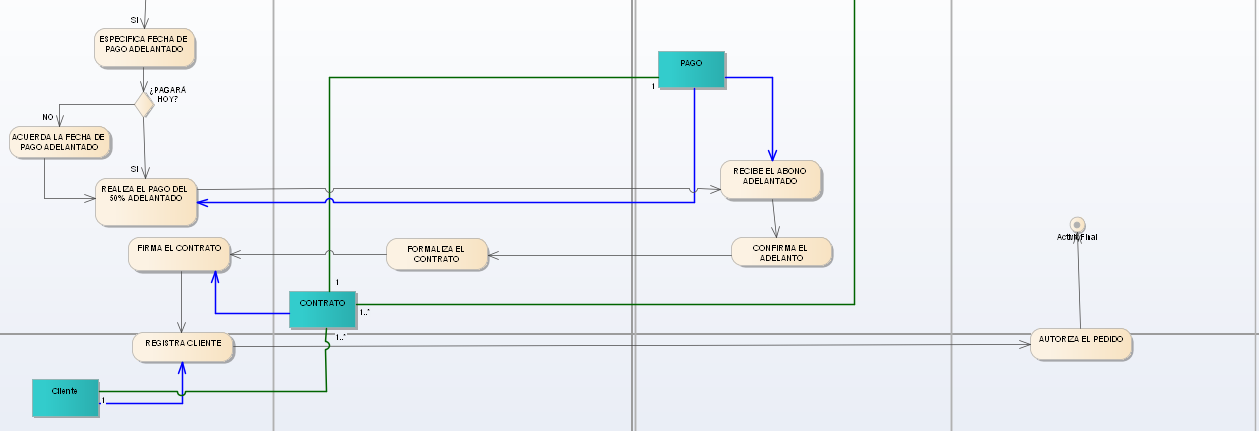 SI
ESPECIFICA FECHA DE
PAGO ADELANTADO
¿PAGARÁ
HOY?
NO
ACUERDA LA FECHA DE
PAGO ADELANTADO
SI
REALIZA EL PAGO DEL
50% ADELANTADO
PAGO
1
RECIBE EL ABONO
ADELANTADO
CONFIRMA EL
ADELANTO
FORMALIZA EL
CONTRATO
FIRMA EL CONTRATO
1
CONTRATO
1..*
1..*
REGISTRA CLIENTE
Cliente
1
AUTORIZA EL PEDIDO